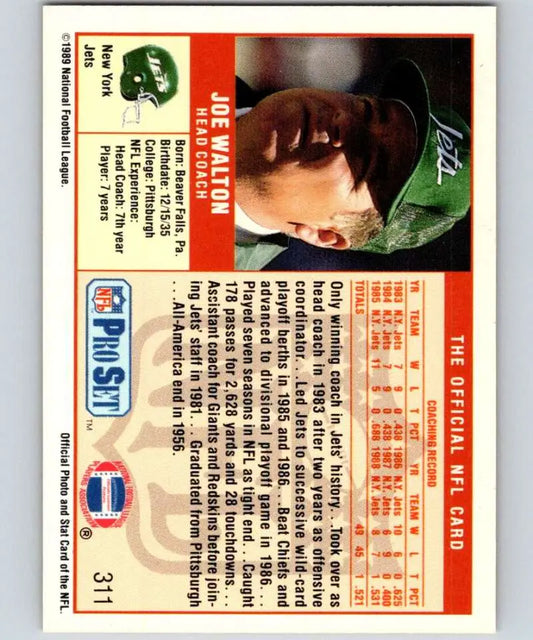 THE OFFICIAL NFL CARD
COACHING RECORD
YR TEAM W L T PCT YR TEAM W L T PCT
1983 N.Y. Jets 7 9 0 .438 1986 N.Y. Jets 10 6 0 .625
1984 N.Y. Jets 7 9 0 .438 1987 N.Y. Jets 6 9 0 .400
1985 N.Y. Jets 11 5 0 .688 1988 N.Y. Jets 8 7 1 .531
TOTALS 49 45 1 .521
Jets
JOE WALTON
HEAD COACH
JETS
New York
Jets
Born: Beaver Falls, Pa.
Birthdate: 12/15/35
College: Pittsburgh
NFL Experience:
Head Coach: 7th year
Player: 7 years
Only winning coach in Jets' history...Took over as
head coach in 1983 after two years as offensive
coordinator...Led Jets to successive wild-card
playoff berths in 1985 and 1986...Beat Chiefs and
advanced to divisional playoff game in 1986...
Played seven seasons in NFL as tight end...Caught
178 passes for 2,628 yards and 28 touchdowns...
Assistant coach for Giants and Redskins before join-
ing Jets' staff in 1981...Graduated from Pittsburgh
...All-America end in 1956.
NFL PRO SET ™
® 311
©1989 National Football League.
Official Photo and Stat Card of the NFL.